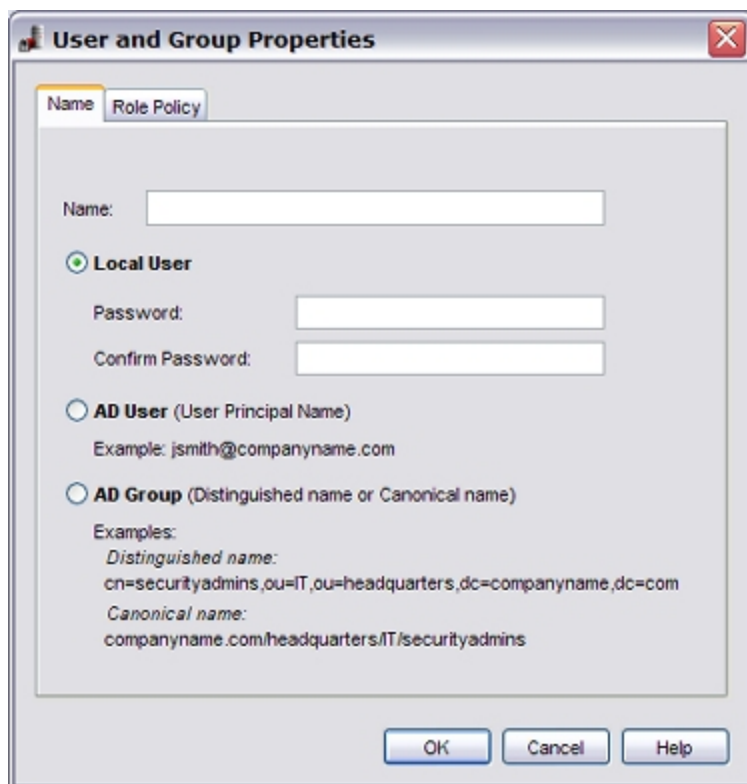 User and Group Properties
Name
Role Policy
Name:
Local User
Password:
Confirm Password:
AD User (User Principal Name)
Example: jsmith@companyname.com
AD Group (Distinguished name or Canonical name)
Examples:
Distinguished name:
cn=securityadmins,ou=IT,ou=headquarters,dc=companyname,dc=com
Canonical name:
companyname.com/headquarters/IT/securityadmins
OK
Cancel
Help